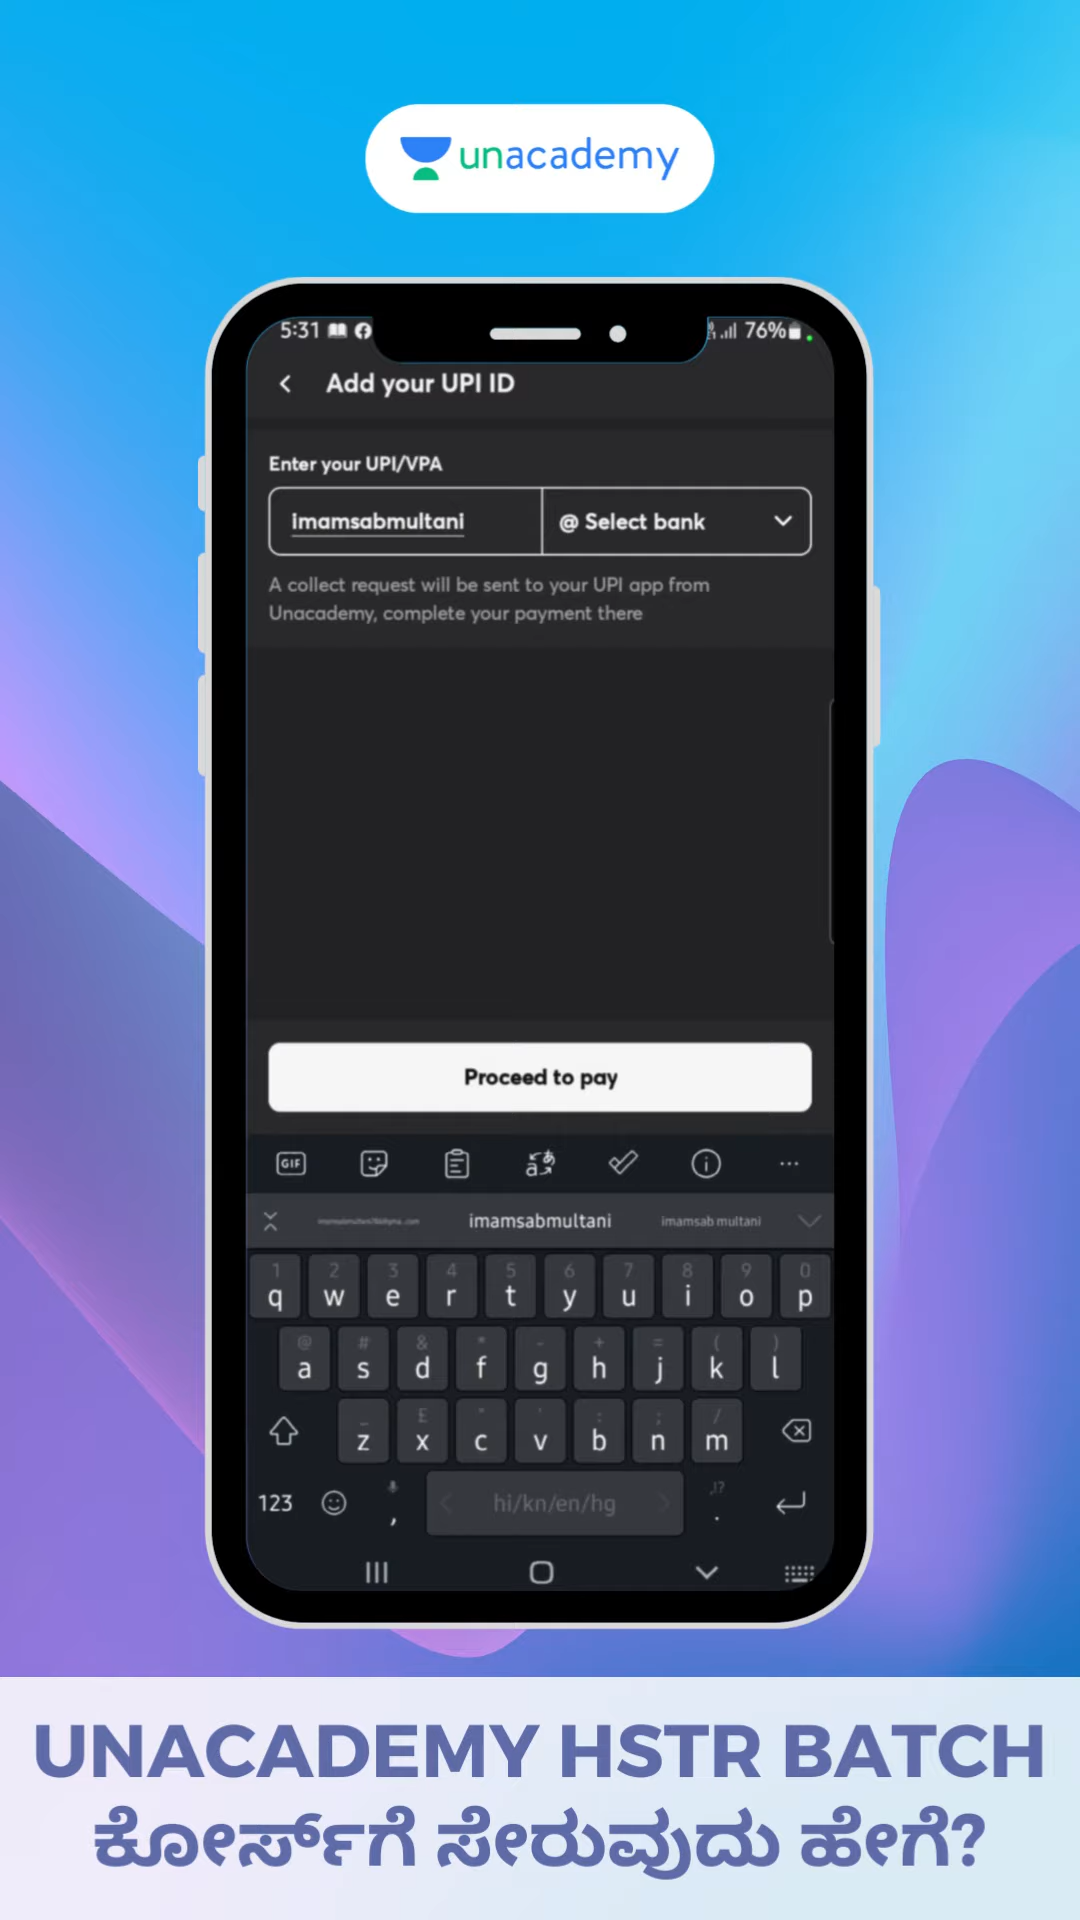 unacademy
5:31
76%
Add your UPI ID
Enter your UPI/VPA
imamsabmultani
@ Select bank
A collect request will be sent to your UPI app from
Unacademy, complete your payment there
Proceed to pay
GIF
imamsabmultani imamsab multani
1 2 3 4 5 6 7 8 9 0
q w e r t y u i o p
@ # & * - + = ( )
a s d f g h j k l
_ £ " ' : ; /
z x c v b n m
123 , hi/kn/en/hg ,!? .
UNACADEMY HSTR BATCH
ಕೋರ್ಸ್‌ಗೆ ಸೇರುವುದು ಹೇಗೆ?